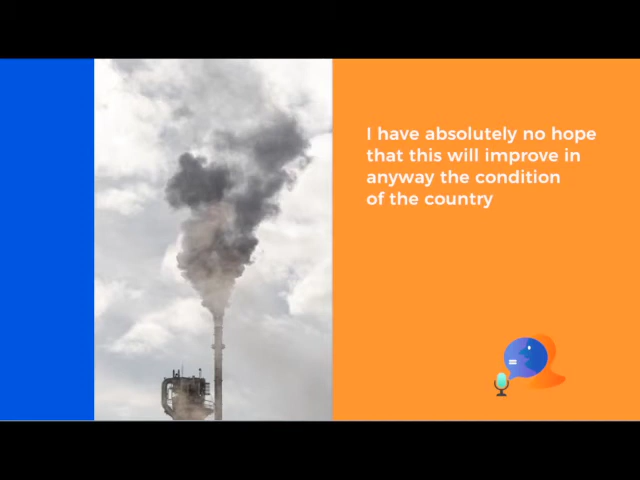 I have absolutely no hope
that this will improve in
anyway the condition
of the country